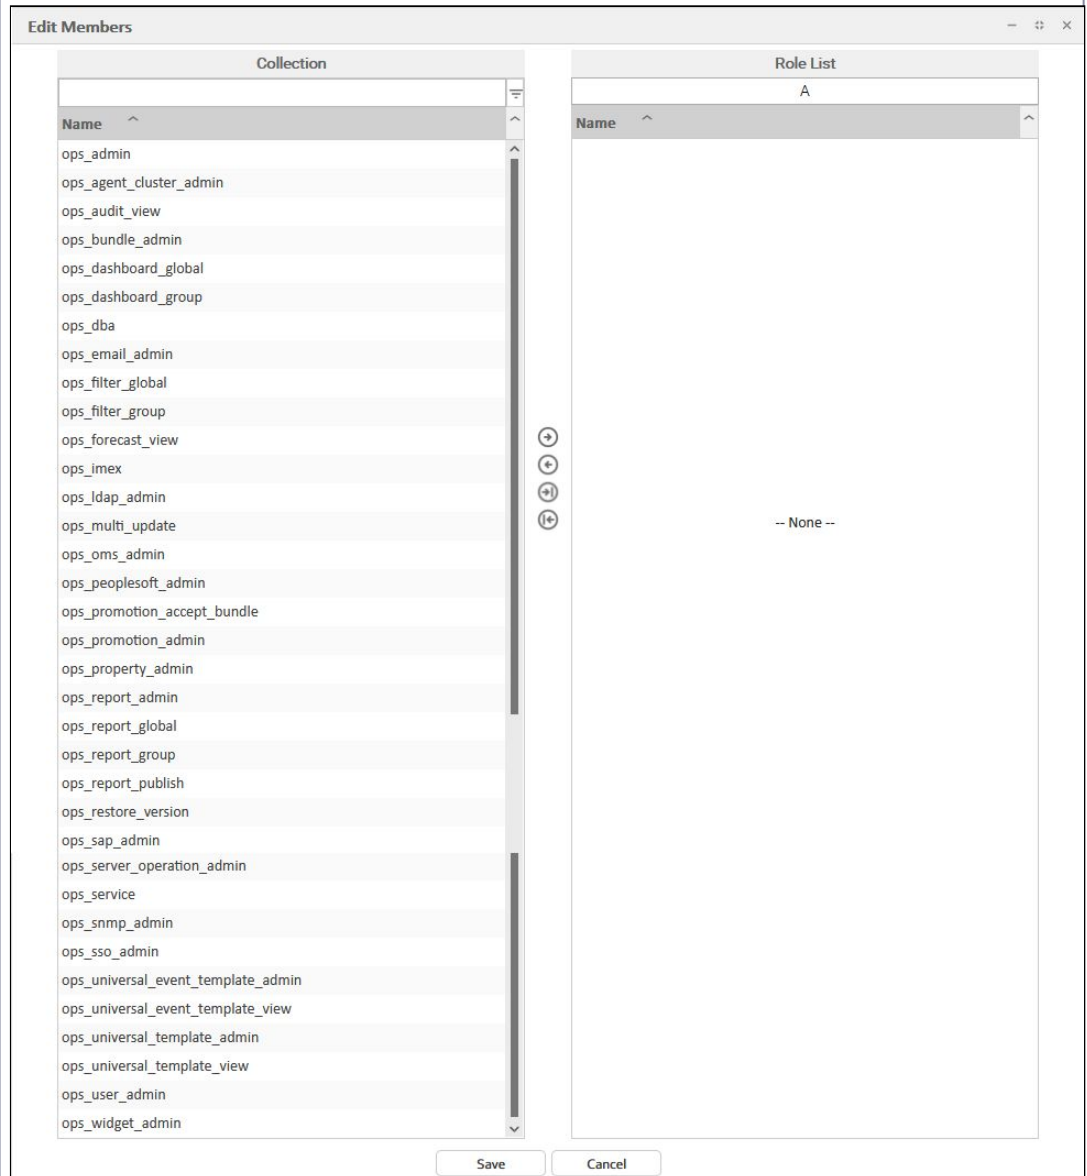 Edit Members
Collection
Name
ops_admin
ops_agent_cluster_admin
ops_audit_view
ops_bundle_admin
ops_dashboard_global
ops_dashboard_group
ops_dba
ops_email_admin
ops_filter_global
ops_filter_group
ops_forecast_view
ops_imex
ops_ldap_admin
ops_multi_update
ops_oms_admin
ops_peoplesoft_admin
ops_promotion_accept_bundle
ops_promotion_admin
ops_property_admin
ops_report_admin
ops_report_global
ops_report_group
ops_report_publish
ops_restore_version
ops_sap_admin
ops_server_operation_admin
ops_service
ops_snmp_admin
ops_sso_admin
ops_universal_event_template_admin
ops_universal_event_template_view
ops_universal_template_admin
ops_universal_template_view
ops_user_admin
ops_widget_admin
Role List
A
Name
-- None --
Save
Cancel